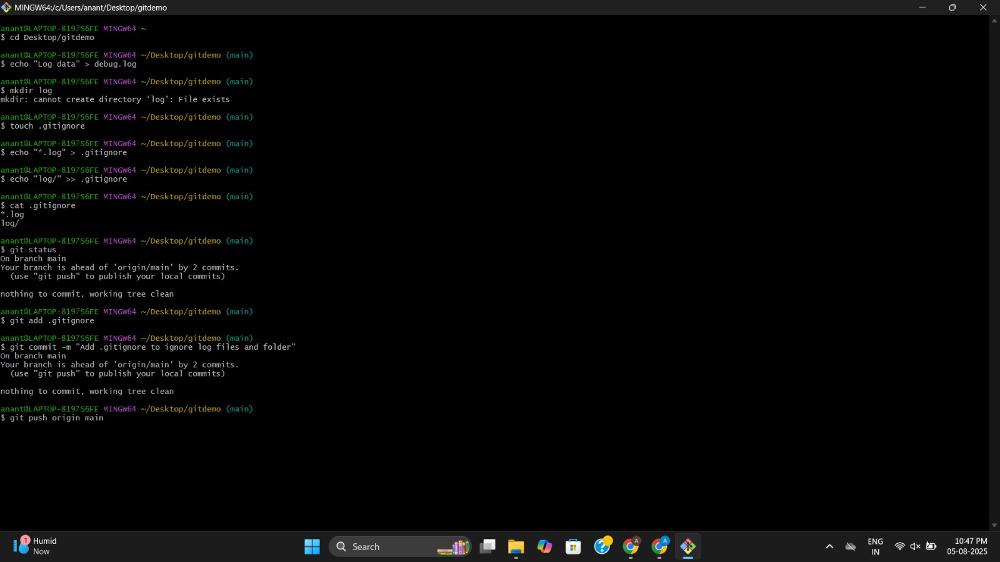 MINGW64:/c/Users/anant/Desktop/gitdemo
anant@LAPTOP-8197S6FE MINGW64 ~
$ cd Desktop/gitdemo
anant@LAPTOP-8197S6FE MINGW64 ~/Desktop/gitdemo (main)
$ echo "Log data" > debug.log
anant@LAPTOP-8197S6FE MINGW64 ~/Desktop/gitdemo (main)
$ mkdir log
mkdir: cannot create directory ‘log’: File exists
anant@LAPTOP-8197S6FE MINGW64 ~/Desktop/gitdemo (main)
$ touch .gitignore
anant@LAPTOP-8197S6FE MINGW64 ~/Desktop/gitdemo (main)
$ echo "*.log" > .gitignore
anant@LAPTOP-8197S6FE MINGW64 ~/Desktop/gitdemo (main)
$ echo "log/" >> .gitignore
anant@LAPTOP-8197S6FE MINGW64 ~/Desktop/gitdemo (main)
$ cat .gitignore
*.log
log/
anant@LAPTOP-8197S6FE MINGW64 ~/Desktop/gitdemo (main)
$ git status
On branch main
Your branch is ahead of 'origin/main' by 2 commits.
  (use "git push" to publish your local commits)
nothing to commit, working tree clean
anant@LAPTOP-8197S6FE MINGW64 ~/Desktop/gitdemo (main)
$ git add .gitignore
anant@LAPTOP-8197S6FE MINGW64 ~/Desktop/gitdemo (main)
$ git commit -m "Add .gitignore to ignore log files and folder"
On branch main
Your branch is ahead of 'origin/main' by 2 commits.
  (use "git push" to publish your local commits)
nothing to commit, working tree clean
anant@LAPTOP-8197S6FE MINGW64 ~/Desktop/gitdemo (main)
$ git push origin main
1
Humid
Now
Search
A
A
ENG
IN
10:47 PM
05-08-2025